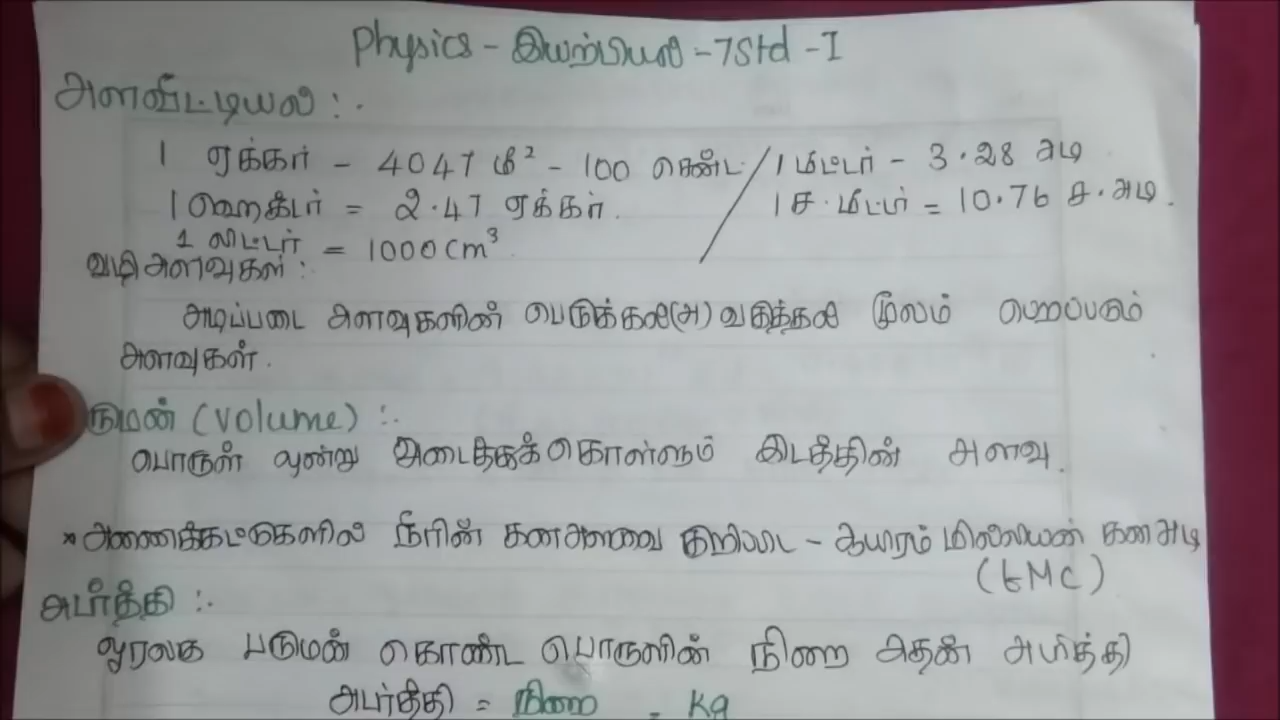 Physics - இயற்பியல் - 7Std - I
அளவீட்டியல் :-
1 ஏக்கர் - 4047 மீ² - 100 செண்ட் / 1 மீட்டர் - 3.28 அடி
1 ஹெக்டேர் = 2.47 ஏக்கர். 1 ச.மீட்டர் = 10.76 ச.அடி.
1 லிட்டர் = 1000 cm³
வழி அளவுகள் :-
அடிப்படை அளவுகளின் பெருக்கல் (அ) வகுத்தல் மூலம் பெறப்படும்
அளவுகள்.
பருமன் (Volume) :-
பொருள் ஒன்று அடைத்துக்கொள்ளும் இடத்தின் அளவு.
*அணைக்கட்டுகளில் நீரின் கனஅளவை குறியீடு - ஆயிரம் மில்லியன் கனஅடி
(tMC)
அடர்த்தி :-
ஓரலகு பருமன் கொண்ட பொருளின் நிறை அதன் அடர்த்தி
அடர்த்தி = நிறை - Kg